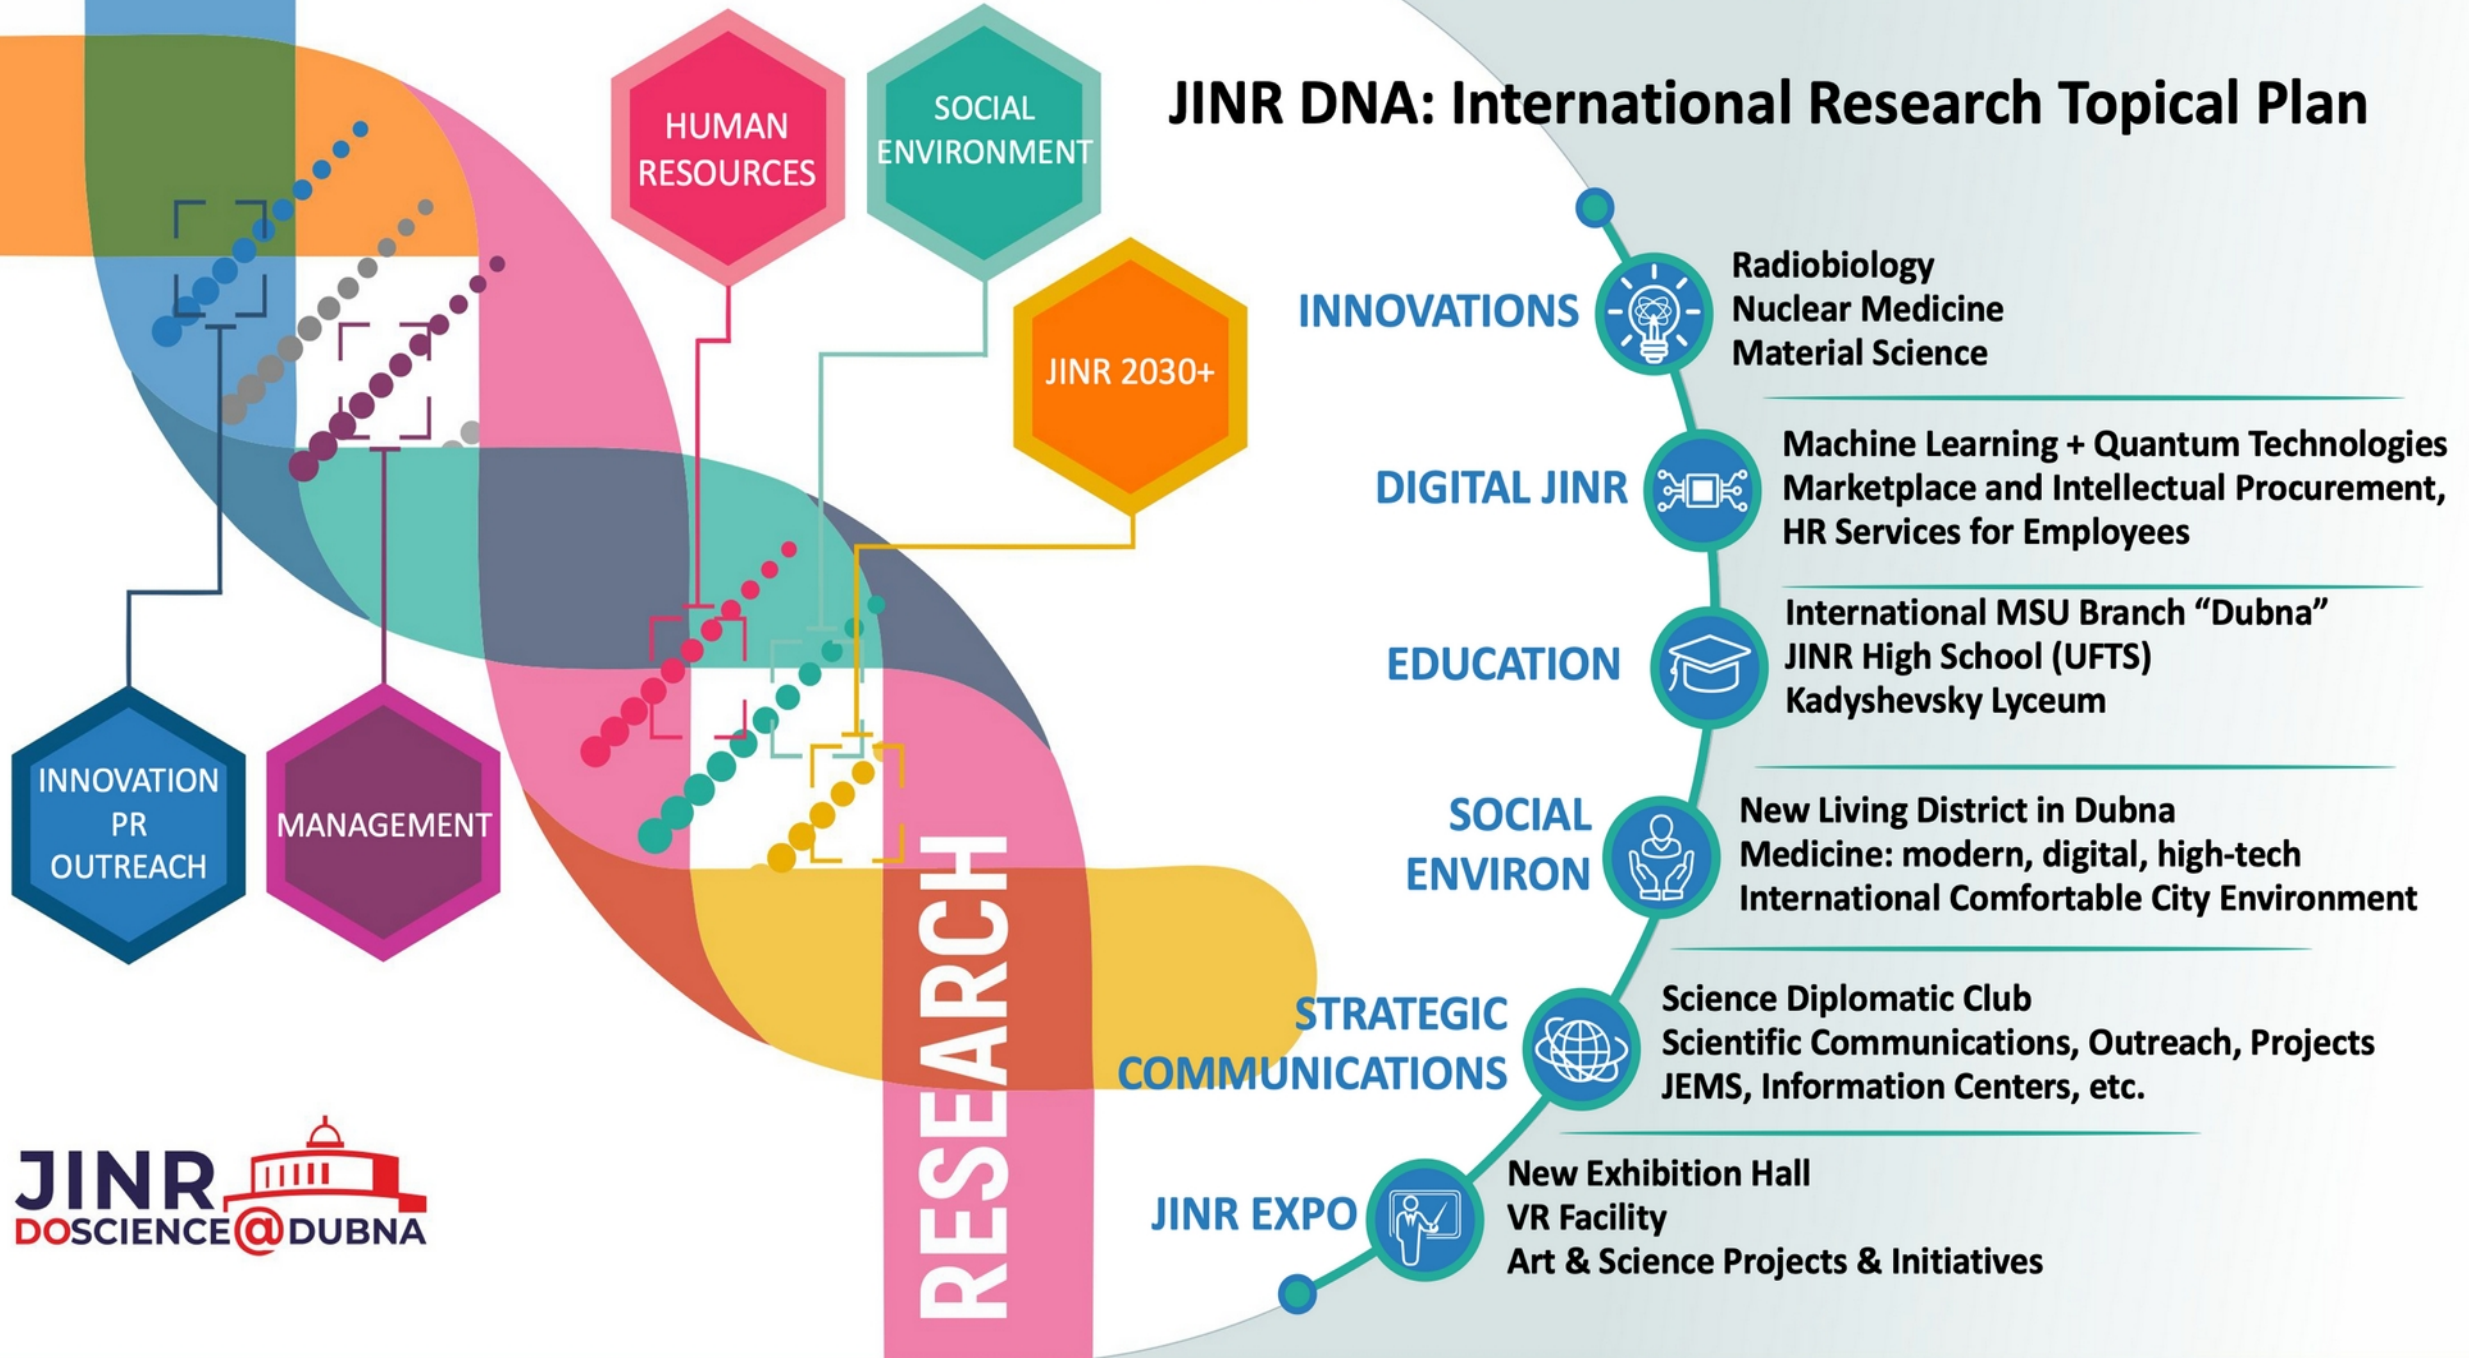 JINR DNA: International Research Topical Plan
HUMAN
RESOURCES
SOCIAL
ENVIRONMENT
JINR 2030+
INNOVATION
PR
OUTREACH
MANAGEMENT
RESEARCH
INNOVATIONS
Radiobiology
Nuclear Medicine
Material Science
DIGITAL JINR
Machine Learning + Quantum Technologies
Marketplace and Intellectual Procurement,
HR Services for Employees
EDUCATION
International MSU Branch “Dubna”
JINR High School (UFTS)
Kadyshevsky Lyceum
SOCIAL
ENVIRON
New Living District in Dubna
Medicine: modern, digital, high-tech
International Comfortable City Environment
STRATEGIC
COMMUNICATIONS
Science Diplomatic Club
Scientific Communications, Outreach, Projects
JEMS, Information Centers, etc.
JINR EXPO
New Exhibition Hall
VR Facility
Art & Science Projects & Initiatives
JINR
DOSCIENCE@DUBNA